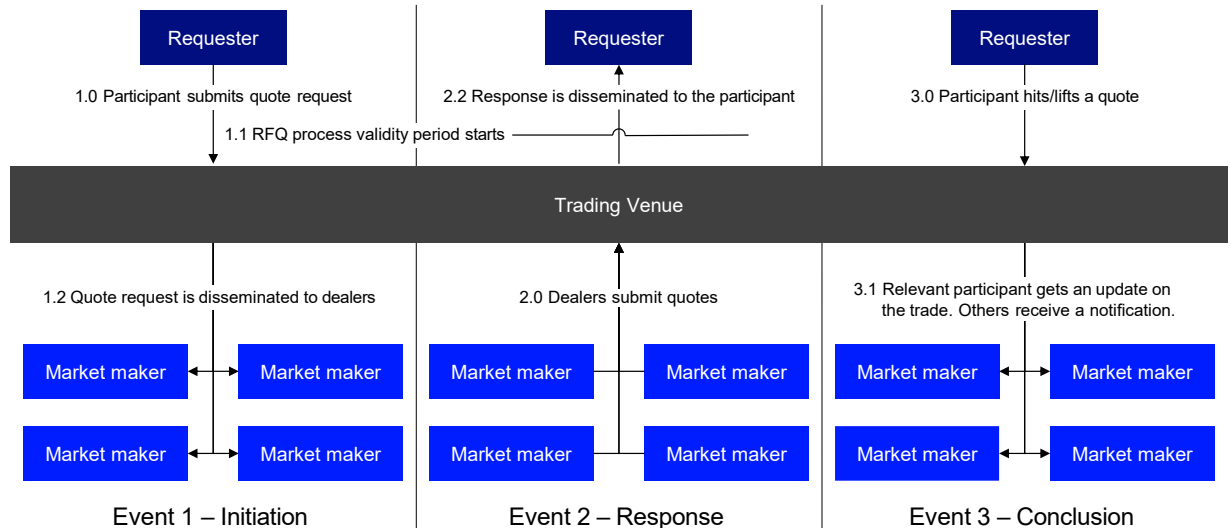 Requester
Requester
Requester
1.0 Participant submits quote request
2.2 Response is disseminated to the participant
3.0 Participant hits/lifts a quote
1.1 RFQ process validity period starts
Trading Venue
1.2 Quote request is disseminated to dealers
2.0 Dealers submit quotes
3.1 Relevant participant gets an update on
the trade. Others receive a notification.
Market maker
Market maker
Market maker
Market maker
Market maker
Market maker
Market maker
Market maker
Market maker
Market maker
Market maker
Market maker
Event 1 – Initiation
Event 2 – Response
Event 3 – Conclusion